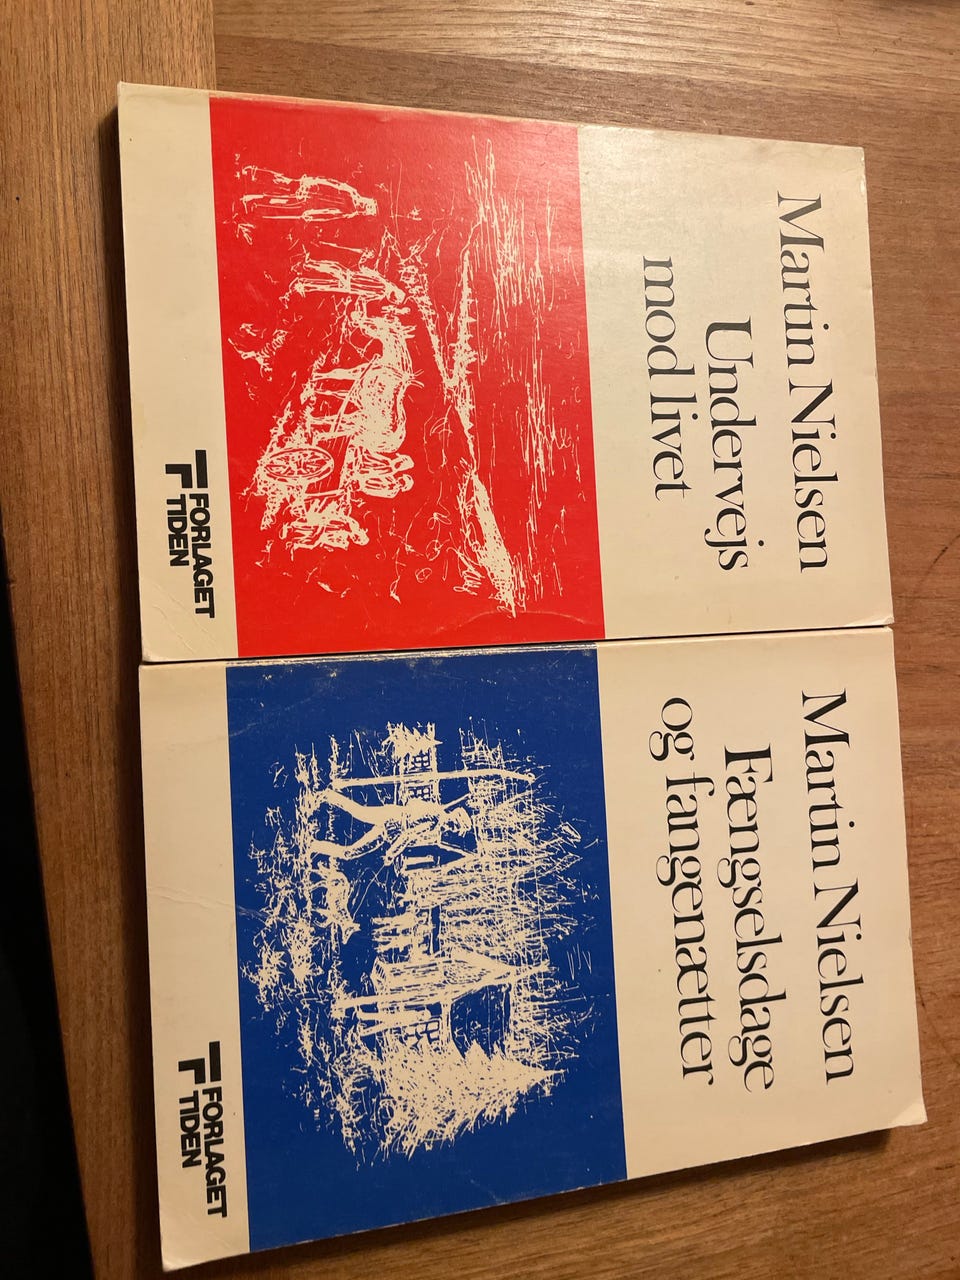 Martin Nielsen
Undervejs
mod livet
FORLAGET
TIDEN
Martin Nielsen
Fængselsdage
og fangenætter
FORLAGET
TIDEN